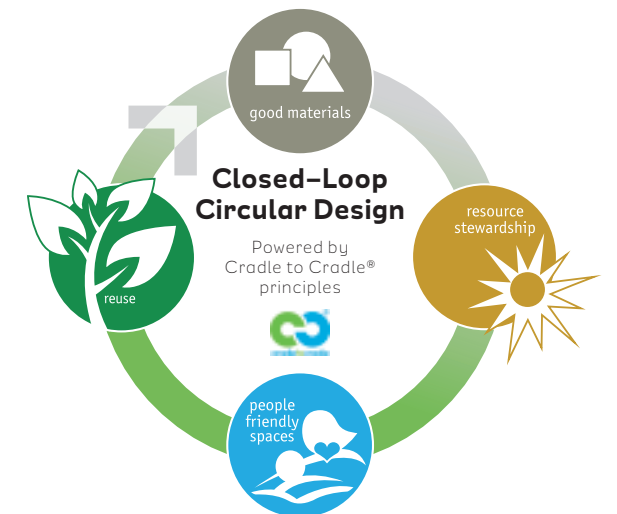 good materials
Closed–Loop
Circular Design
Powered by
Cradle to Cradle®
principles
resource
stewardship
reuse
people
friendly
spaces